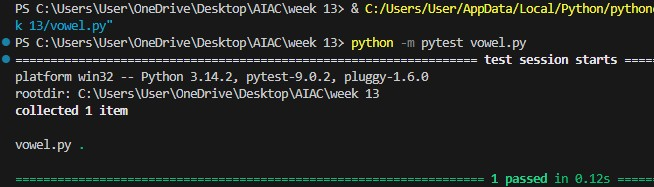 PS C:\Users\User\OneDrive\Desktop\AIAC\week 13> & C:/Users/User/AppData/Local/Python/pythonc
k 13/vowel.py"
PS C:\Users\User\OneDrive\Desktop\AIAC\week 13> python -m pytest vowel.py
======================================================== test session starts =====
platform win32 -- Python 3.14.2, pytest-9.0.2, pluggy-1.6.0
rootdir: C:\Users\User\OneDrive\Desktop\AIAC\week 13
collected 1 item
vowel.py .
========================================================= 1 passed in 0.12s ======